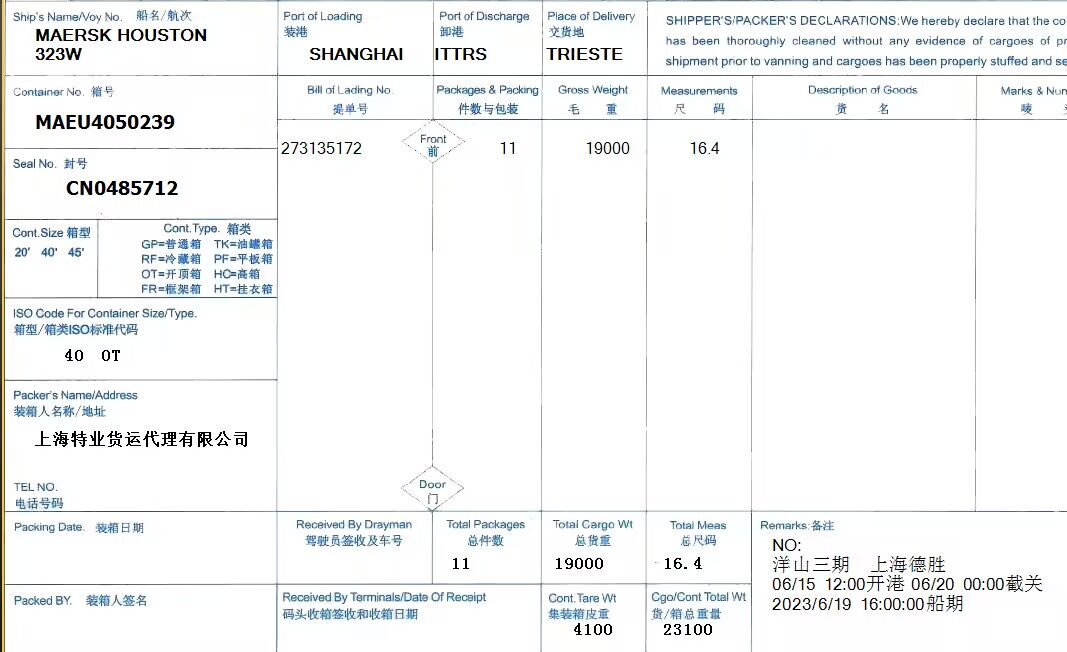 Ship's Name/Voy No. 船名/航次
MAERSK HOUSTON
323W
Port of Loading
装港
SHANGHAI
Port of Discharge
卸港
ITTRS
Place of Delivery
交货地
TRIESTE
SHIPPER'S/PACKER'S DECLARATIONS:We hereby declare that the co
has been thoroughly cleaned without any evidence of cargoes of pr
shipment prior to vanning and cargoes has been properly stuffed and se
Container No. 箱号
MAEU4050239
Seal No. 封号
CN0485712
Cont.Size 箱型
20' 40' 45'
Cont.Type. 箱类
GP=普通箱 TK=油罐箱
RF=冷藏箱 PF=平板箱
OT=开顶箱 HC=高箱
FR=框架箱 HT=挂衣箱
ISO Code For Container Size/Type.
箱型/箱类ISO标准代码
40 OT
Packer's Name/Address
装箱人名称/地址
上海特业货运代理有限公司
TEL NO.
电话号码
Packing Date. 装箱日期
Packed BY. 装箱人签名
Bill of Lading No.
提单号
Packages & Packing
件数与包装
Gross Weight
毛 重
Measurements
尺 码
Description of Goods
货 名
Marks & Num
唛
273135172
Front
前
11
19000
16.4
Door
门
Received By Drayman
驾驶员签收及车号
Total Packages
总件数
11
Total Cargo Wt
总货重
19000
Total Meas
总尺码
16.4
Remarks:备注
NO:
洋山三期 上海德胜
06/15 12:00开港 06/20 00:00截关
2023/6/19 16:00:00船期
Received By Terminals/Date Of Receipt
码头收箱签收和收箱日期
Cont.Tare Wt
集装箱皮重
4100
Cgo/Cont Total Wt
货/箱总重量
23100